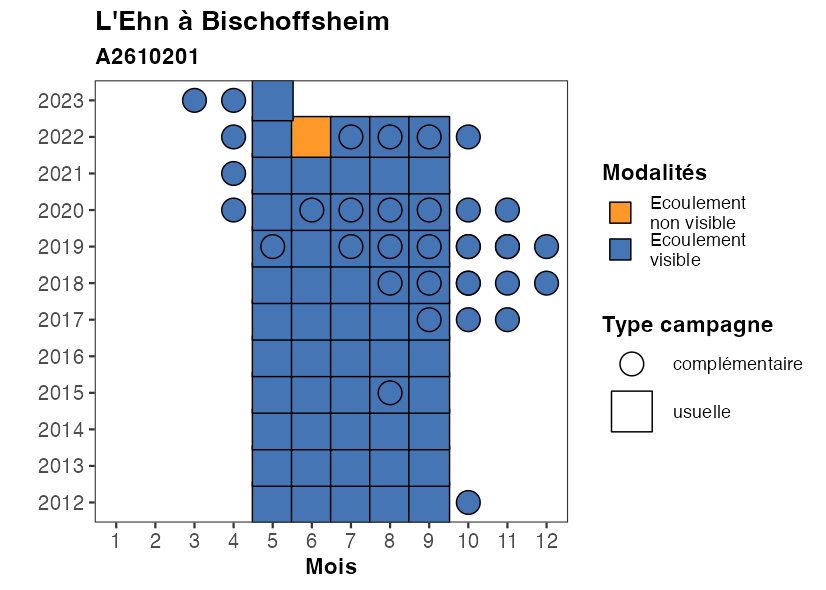 L'Ehn à Bischoffsheim
A2610201
2023
2022
2021
2020
2019
2018
2017
2016
2015
2014
2013
2012
1 2 3 4 5 6 7 8 9 10 11 12
Mois
Modalités
Ecoulement
non visible
Ecoulement
visible
Type campagne
complémentaire
usuelle